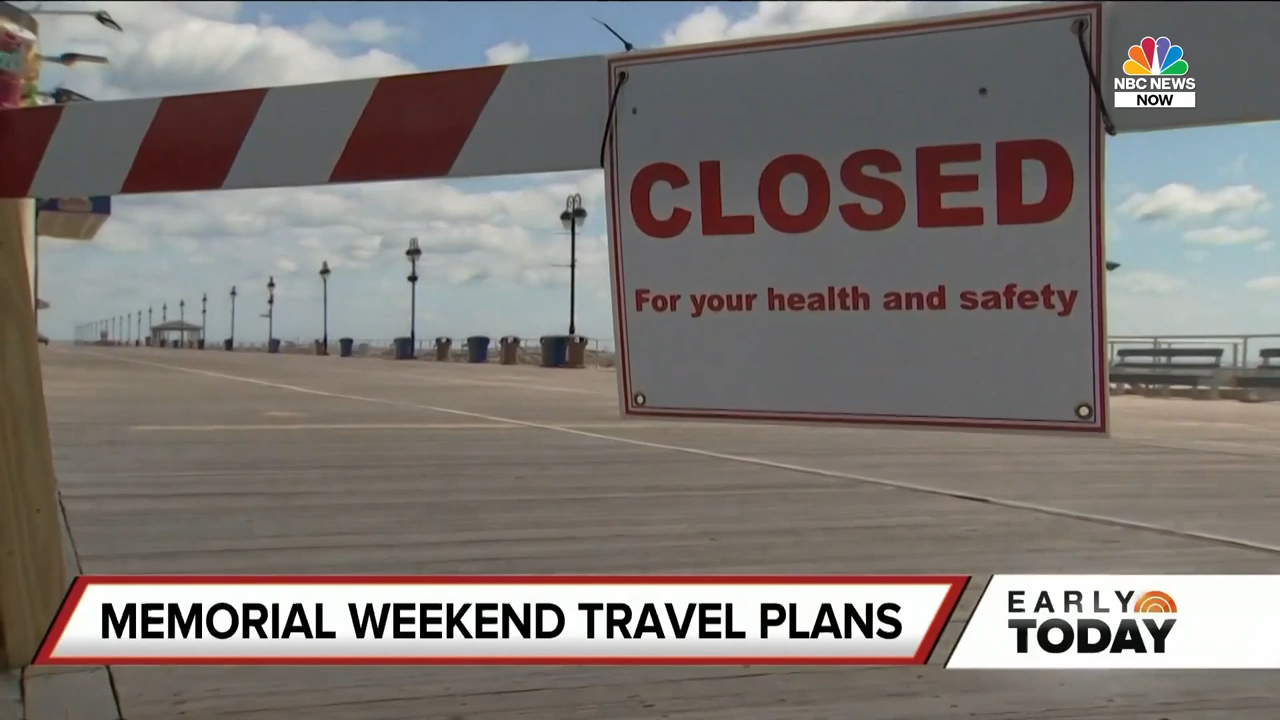 NBC NEWS
NOW
CLOSED
For your health and safety
MEMORIAL WEEKEND TRAVEL PLANS
EARLY
TODAY